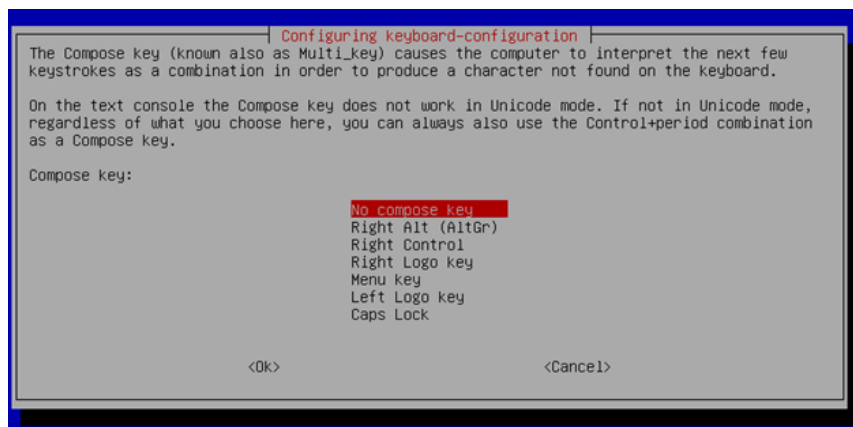 Configuring keyboard-configuration
The Compose key (known also as Multi_key) causes the computer to interpret the next few
keystrokes as a combination in order to produce a character not found on the keyboard.
On the text console the Compose key does not work in Unicode mode. If not in Unicode mode,
regardless of what you choose here, you can always also use the Control+period combination
as a Compose key.
Compose key:
No compose key
Right Alt (AltGr)
Right Control
Right Logo key
Menu key
Left Logo key
Caps Lock
<Ok> <Cancel>